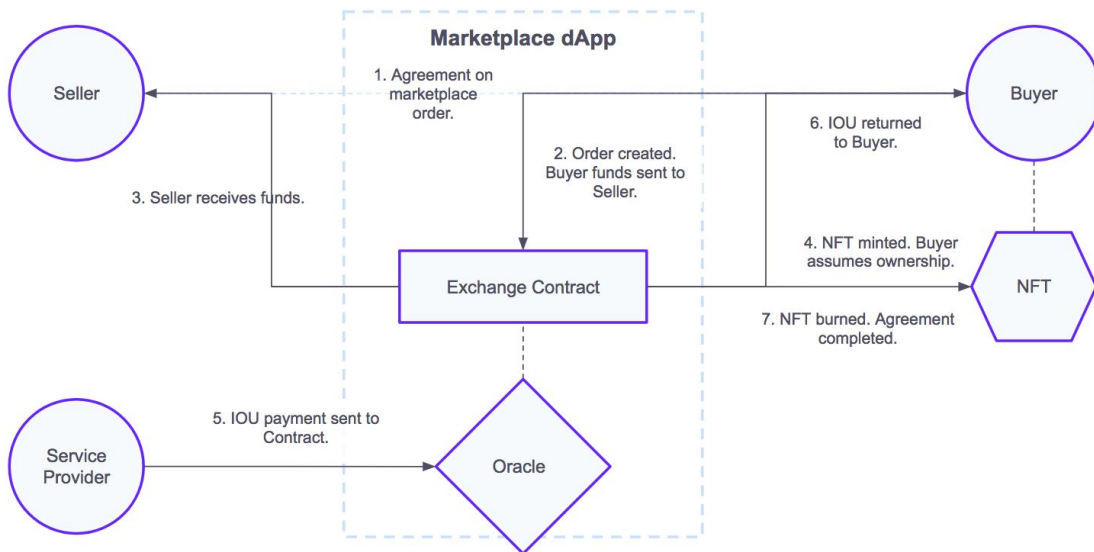 Marketplace dApp
Seller
1. Agreement on
marketplace
order.
Buyer
6. IOU returned
to Buyer.
2. Order created.
Buyer funds sent to
Seller.
3. Seller receives funds.
4. NFT minted. Buyer
assumes ownership.
Exchange Contract
NFT
7. NFT burned. Agreement
completed.
5. IOU payment sent to
Contract.
Service
Provider
Oracle